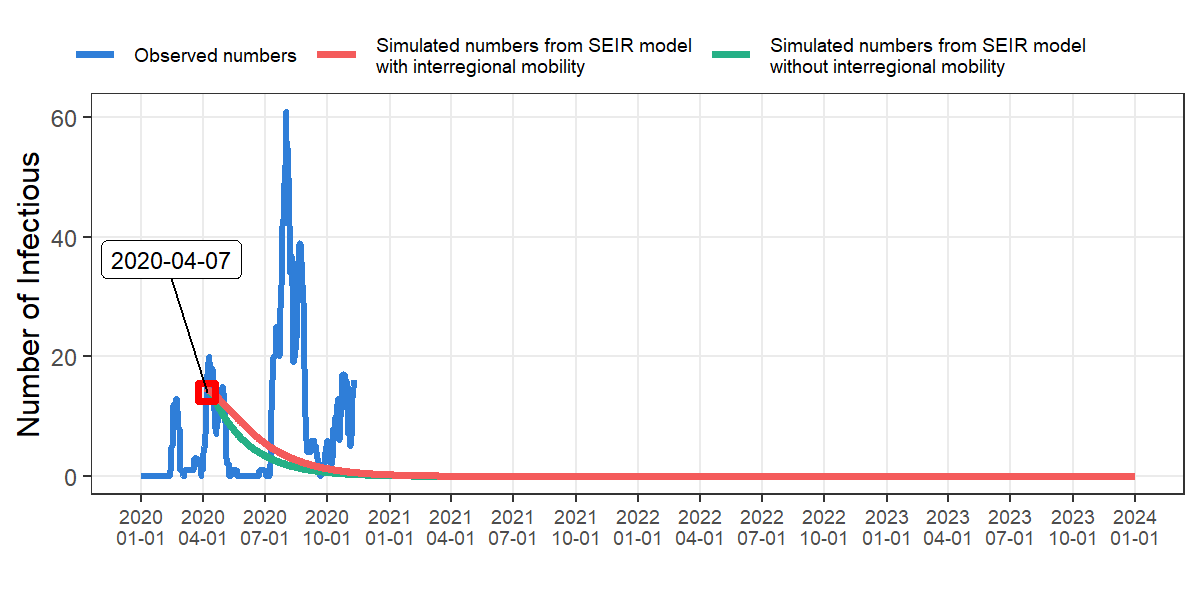 Observed numbers
Simulated numbers from SEIR model
with interregional mobility
Simulated numbers from SEIR model
without interregional mobility
Number of Infectious
60
40
20
0
2020-04-07
2020 2020 2020 2020 2021 2021 2021 2021 2022 2022 2022 2022 2023 2023 2023 2023 2024
01-01 04-01 07-01 10-01 01-01 04-01 07-01 10-01 01-01 04-01 07-01 10-01 01-01 04-01 07-01 10-01 01-01